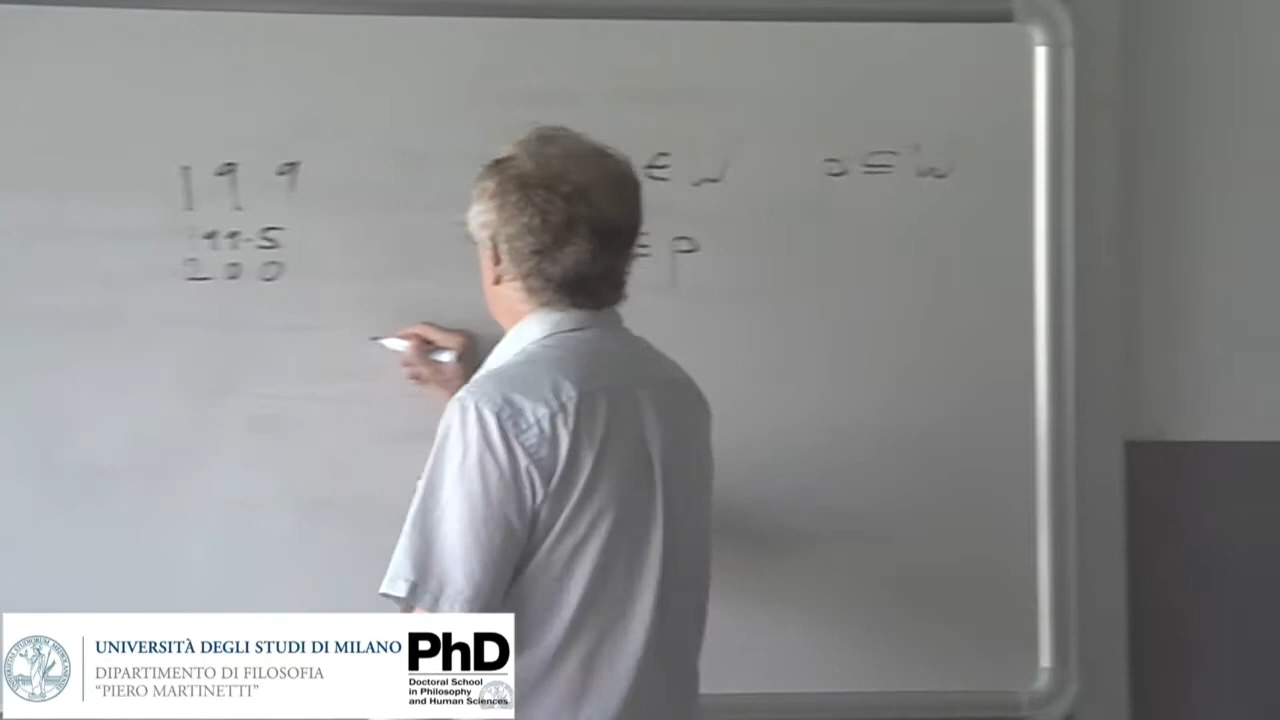 199
∈ W
199.5
200
P
UNIVERSITÀ DEGLI STUDI DI MILANO
DIPARTIMENTO DI FILOSOFIA
“PIERO MARTINETTI”
PhD
Doctoral School
in Philosophy
and Human Sciences